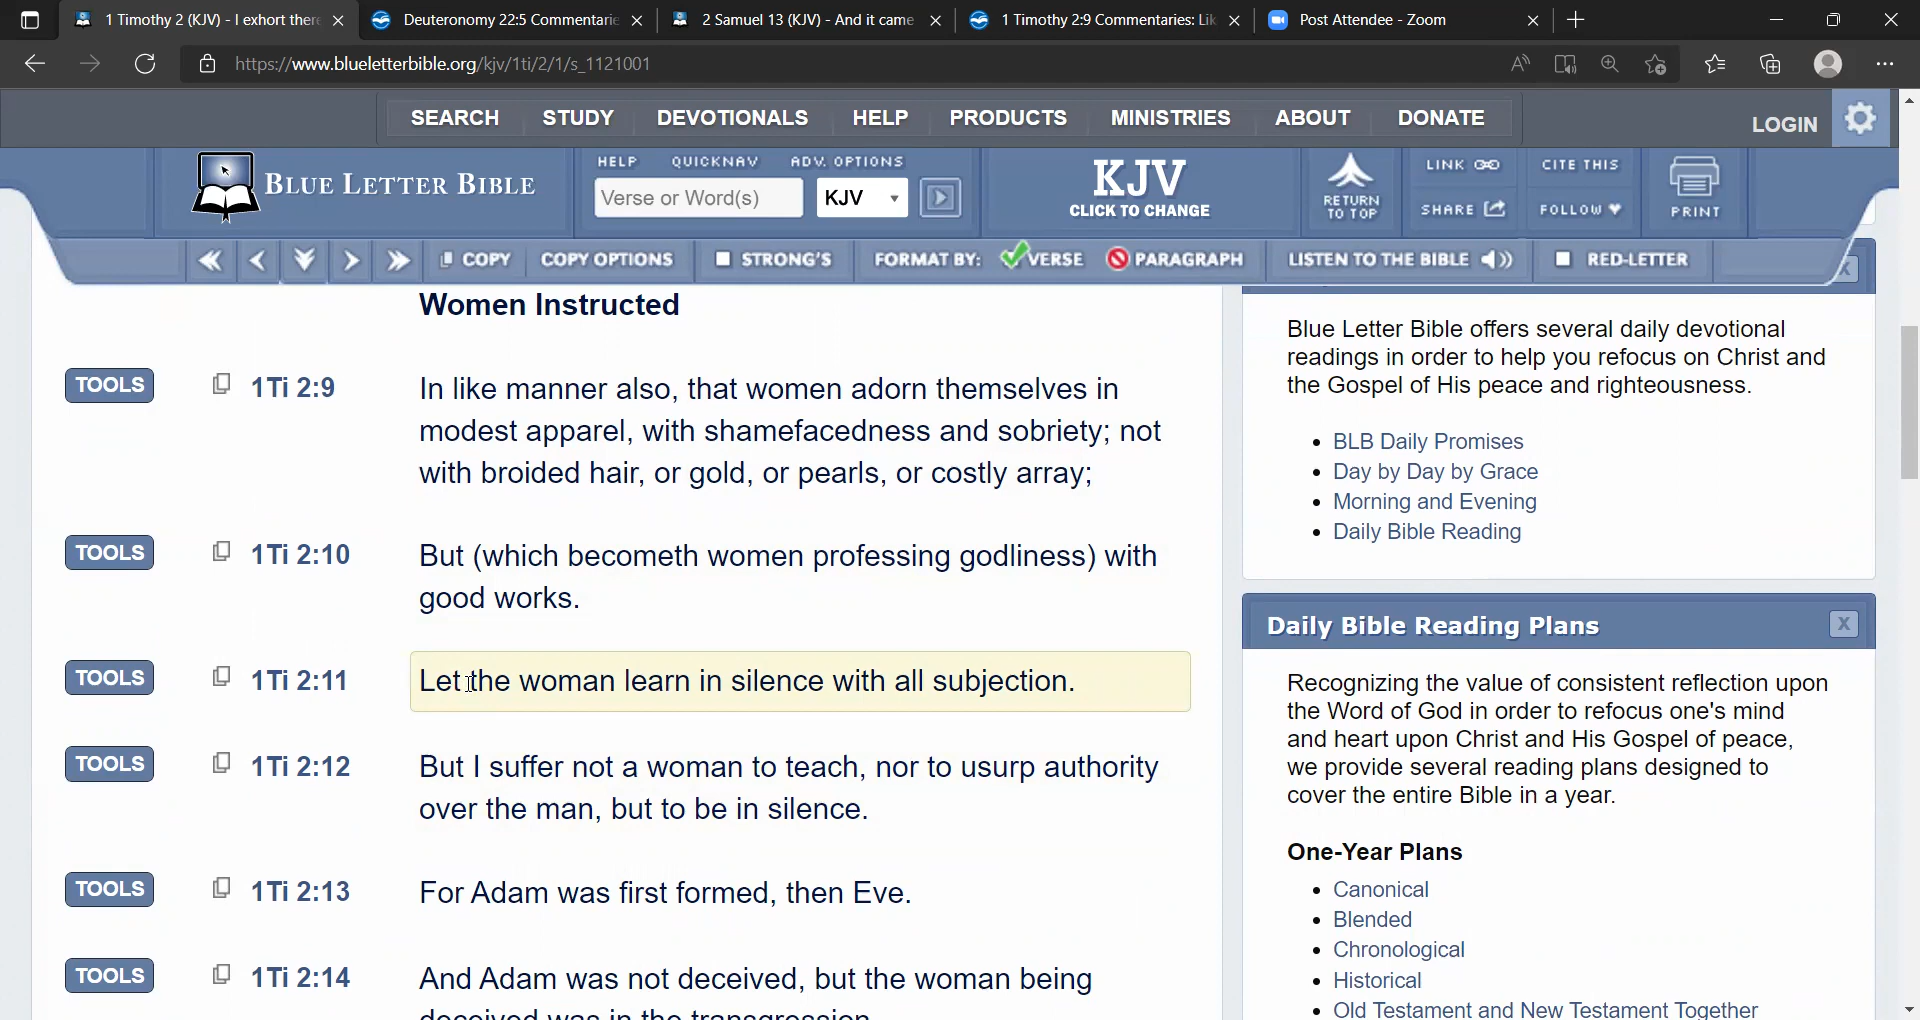 1 Timothy 2 (KJV) - I exhort there
Deuteronomy 22:5 Commentarie
2 Samuel 13 (KJV) - And it came
1 Timothy 2:9 Commentaries: Lik
Post Attendee - Zoom
https://www.blueletterbible.org/kjv/1ti/2/1/s_1121001
SEARCH STUDY DEVOTIONALS HELP PRODUCTS MINISTRIES ABOUT DONATE LOGIN
BLUE LETTER BIBLE
HELP QUICKNAV ADV. OPTIONS
Verse or Word(s) KJV
KJV
CLICK TO CHANGE
RETURN
TO TOP
LINK CITE THIS
SHARE FOLLOW PRINT
COPY COPY OPTIONS STRONG'S FORMAT BY: VERSE PARAGRAPH LISTEN TO THE BIBLE RED-LETTER
Women Instructed
TOOLS 1Ti 2:9 In like manner also, that women adorn themselves in
modest apparel, with shamefacedness and sobriety; not
with broided hair, or gold, or pearls, or costly array;
TOOLS 1Ti 2:10 But (which becometh women professing godliness) with
good works.
TOOLS 1Ti 2:11 Let the woman learn in silence with all subjection.
TOOLS 1Ti 2:12 But I suffer not a woman to teach, nor to usurp authority
over the man, but to be in silence.
TOOLS 1Ti 2:13 For Adam was first formed, then Eve.
TOOLS 1Ti 2:14 And Adam was not deceived, but the woman being
deceived was in the transgression.
X
Blue Letter Bible offers several daily devotional
readings in order to help you refocus on Christ and
the Gospel of His peace and righteousness.
• BLB Daily Promises
• Day by Day by Grace
• Morning and Evening
• Daily Bible Reading
Daily Bible Reading Plans X
Recognizing the value of consistent reflection upon
the Word of God in order to refocus one's mind
and heart upon Christ and His Gospel of peace,
we provide several reading plans designed to
cover the entire Bible in a year.
One-Year Plans
• Canonical
• Blended
• Chronological
• Historical
• Old Testament and New Testament Together